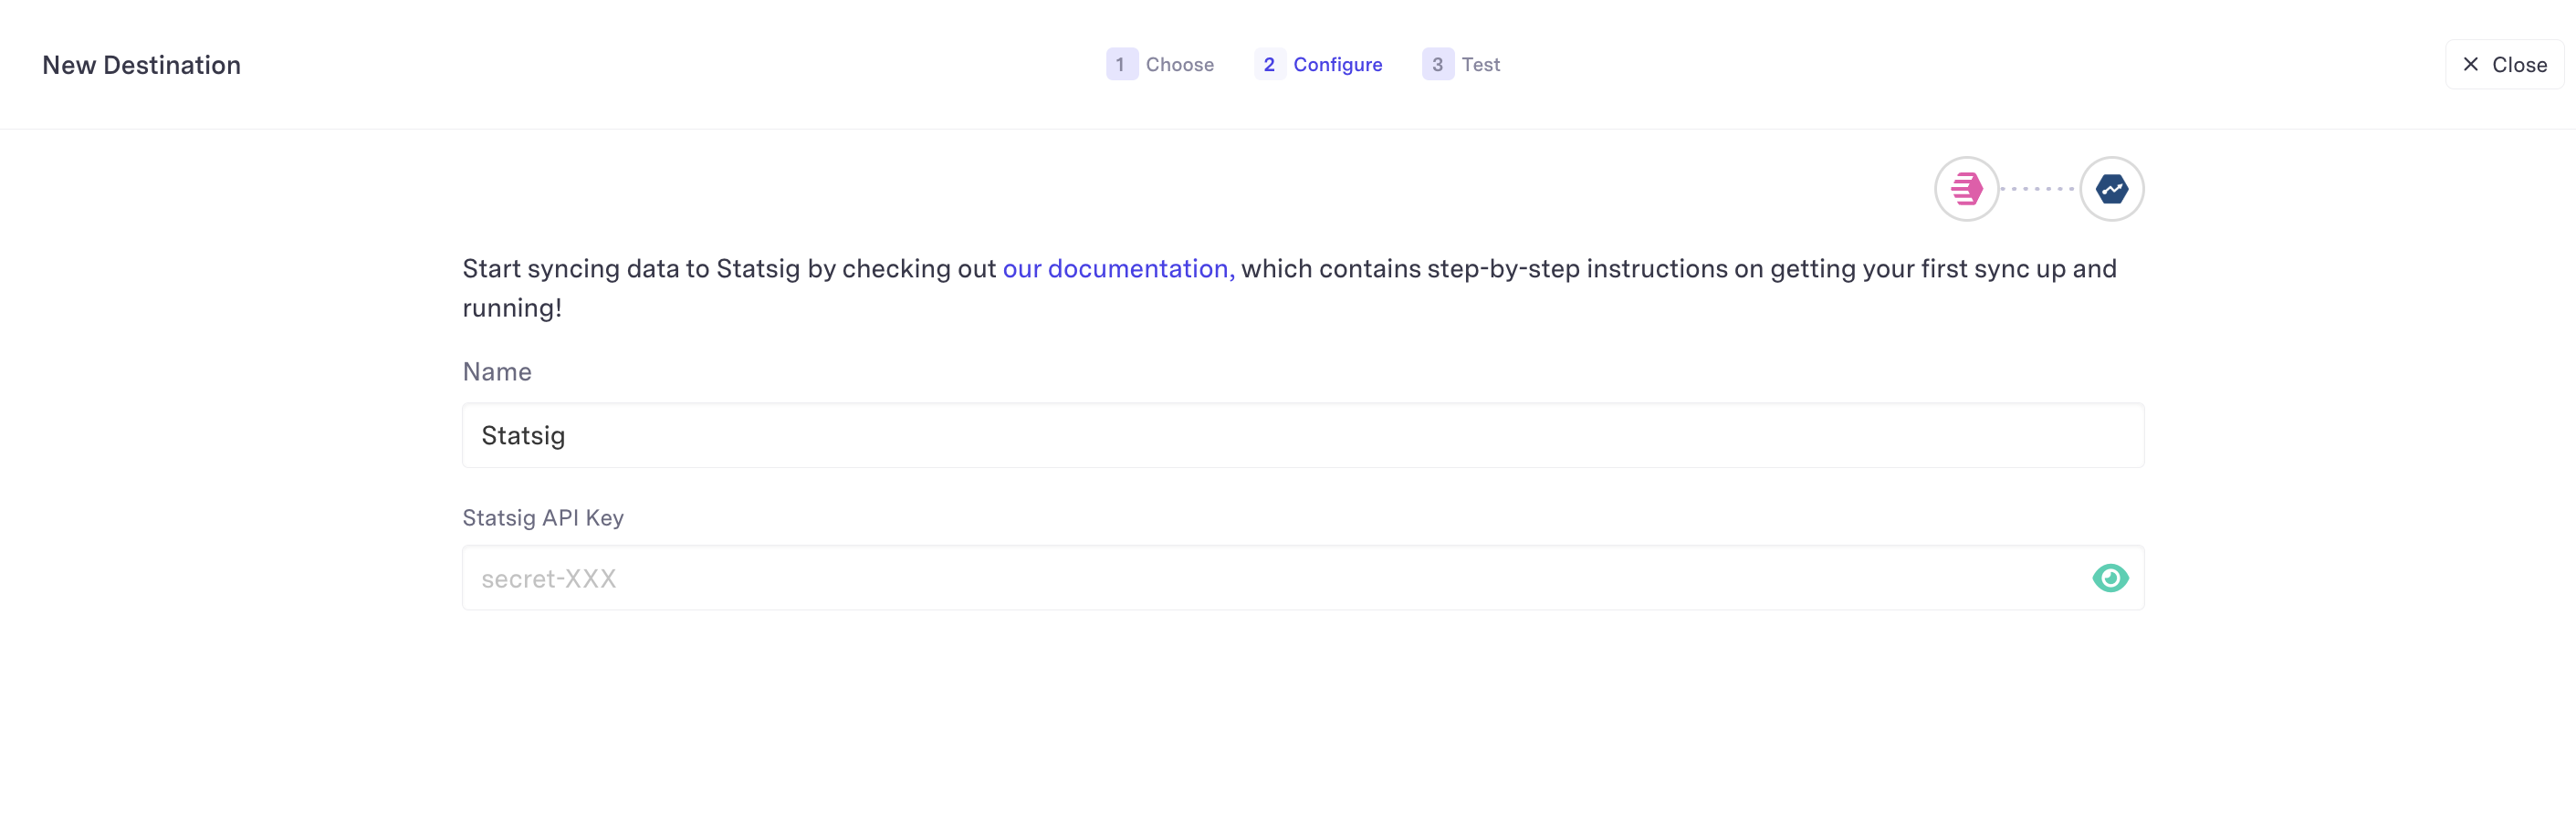 New Destination
1 Choose
2 Configure
3 Test
Close
Start syncing data to Statsig by checking out our documentation, which contains step-by-step instructions on getting your first sync up and
running!
Name
Statsig
Statsig API Key
secret-XXX